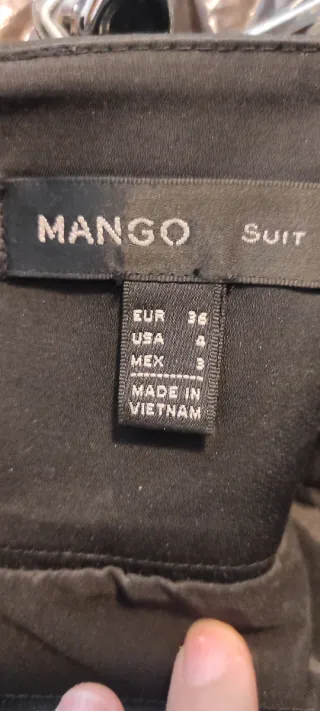 MANGO SUIT
EUR 36
USA 4
MEX 3
MADE IN
VIETNAM